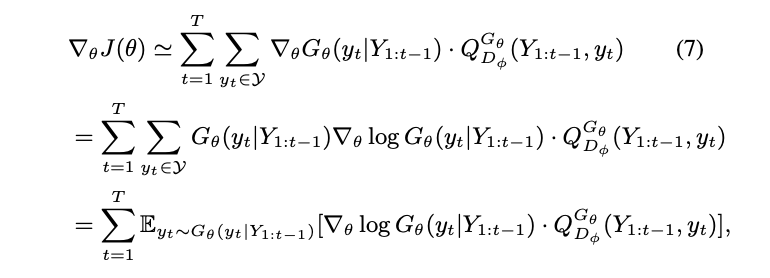 ∇_θ J(θ) ≃ ∑_{t=1}^{T} ∑_{y_t∈𝒴} ∇_θ G_θ(y_t|Y_{1:t−1}) · Q_{D_ϕ}^{G_θ}(Y_{1:t−1}, y_t) (7)
= ∑_{t=1}^{T} ∑_{y_t∈𝒴} G_θ(y_t|Y_{1:t−1})∇_θ log G_θ(y_t|Y_{1:t−1}) · Q_{D_ϕ}^{G_θ}(Y_{1:t−1}, y_t)
= ∑_{t=1}^{T} 𝔼_{y_t∼G_θ(y_t|Y_{1:t−1})}[∇_θ log G_θ(y_t|Y_{1:t−1}) · Q_{D_ϕ}^{G_θ}(Y_{1:t−1}, y_t)],